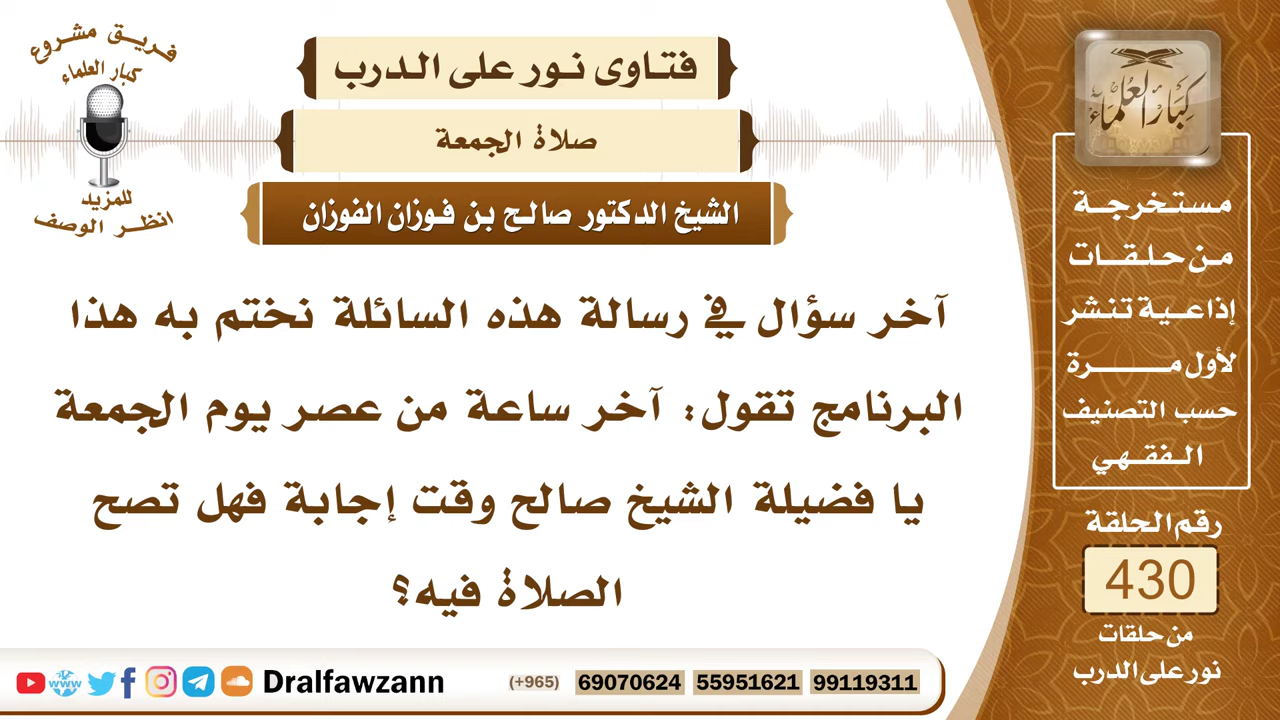 فريق مشروع
كبار العلماء
للمزيد
انظر الوصف
فتاوى نور على الدرب
صلاة الجمعة
الشيخ الدكتور صالح بن فوزان الفوزان
آخر سؤال في رسالة هذه السائلة نختم به هذا
البرنامج تقول: آخر ساعة من عصر يوم الجمعة
يا فضيلة الشيخ صالح وقت إجابة فهل تصح
الصلاة فيه؟
كبار العلماء
مستخرجة
من حلقات
إذاعية تنشر
لأول مرة
حسب التصنيف
الفقهي
رقم الحلقة
430
من حلقات
نور على الدرب
www
Dralfawzann
(+965) 69070624 55951621 99119311